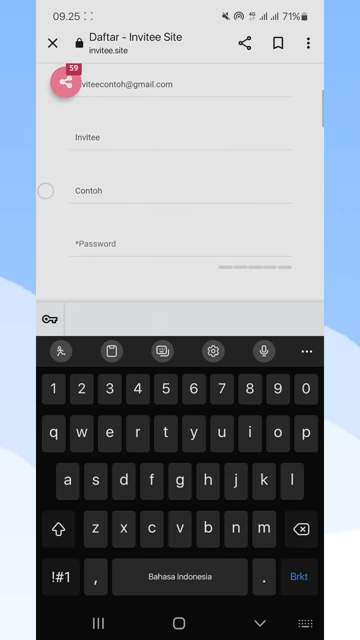 09.25
71%
Daftar - Invitee Site
invitee.site
59
viteecontoh@gmail.com
Invitee
Contoh
*Password
1 2 3 4 5 6 7 8 9 0
q w e r t y u i o p
a s d f g h j k l
z x c v b n m
!#1 , Bahasa Indonesia . Brkt